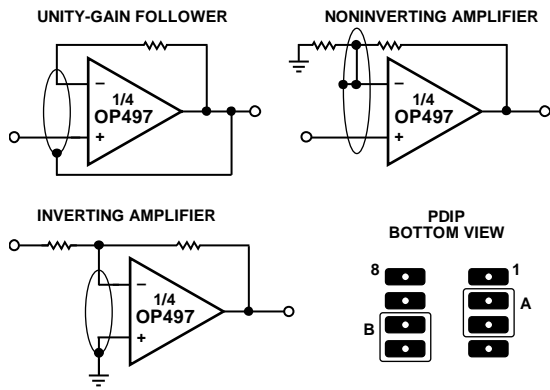 UNITY-GAIN FOLLOWER
−
1/4
OP497
+
NONINVERTING AMPLIFIER
−
1/4
OP497
+
INVERTING AMPLIFIER
−
1/4
OP497
+
PDIP
BOTTOM VIEW
8
1
A
B